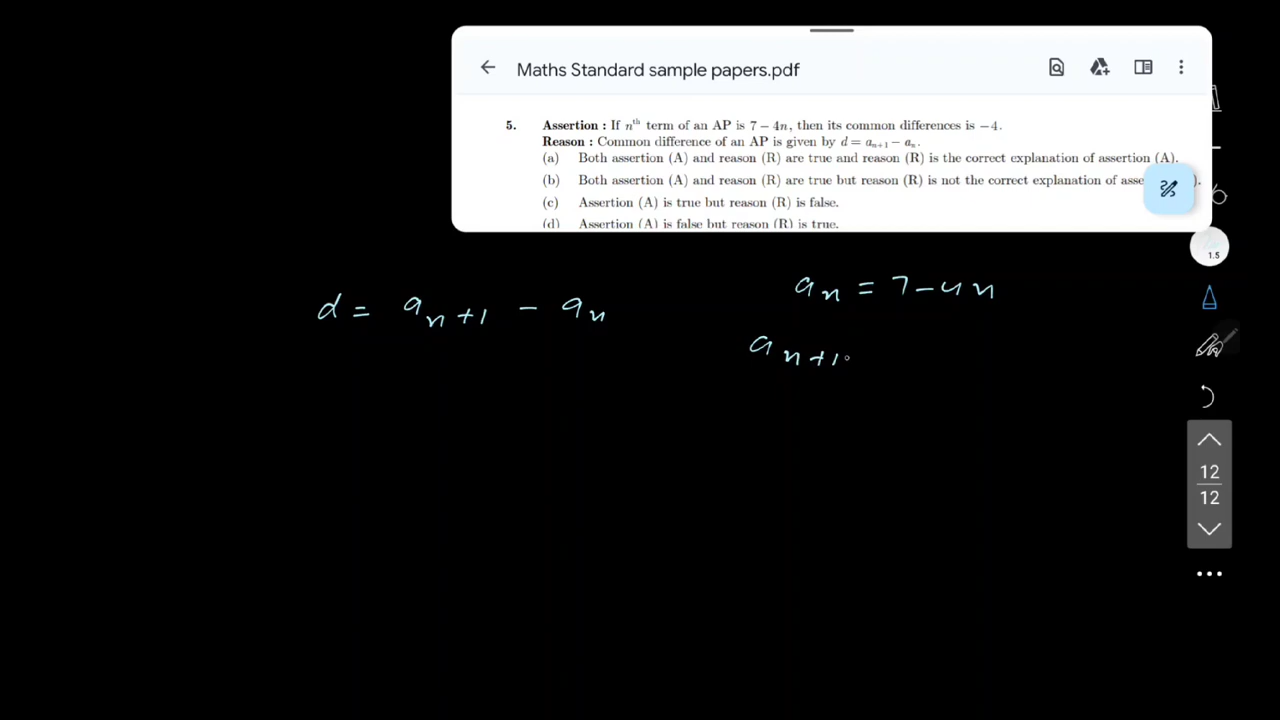 Maths Standard sample papers.pdf
5. Assertion : If nᵗʰ term of an AP is 7 − 4n, then its common differences is −4.
Reason : Common difference of an AP is given by d = aₙ₊₁ − aₙ.
(a) Both assertion (A) and reason (R) are true and reason (R) is the correct explanation of assertion (A).
(b) Both assertion (A) and reason (R) are true but reason (R) is not the correct explanation of asse ).
(c) Assertion (A) is true but reason (R) is false.
(d) Assertion (A) is false but reason (R) is true.
1.5
aₙ = 7 − 4n
d = aₙ₊₁ − aₙ
aₙ₊₁
12
12